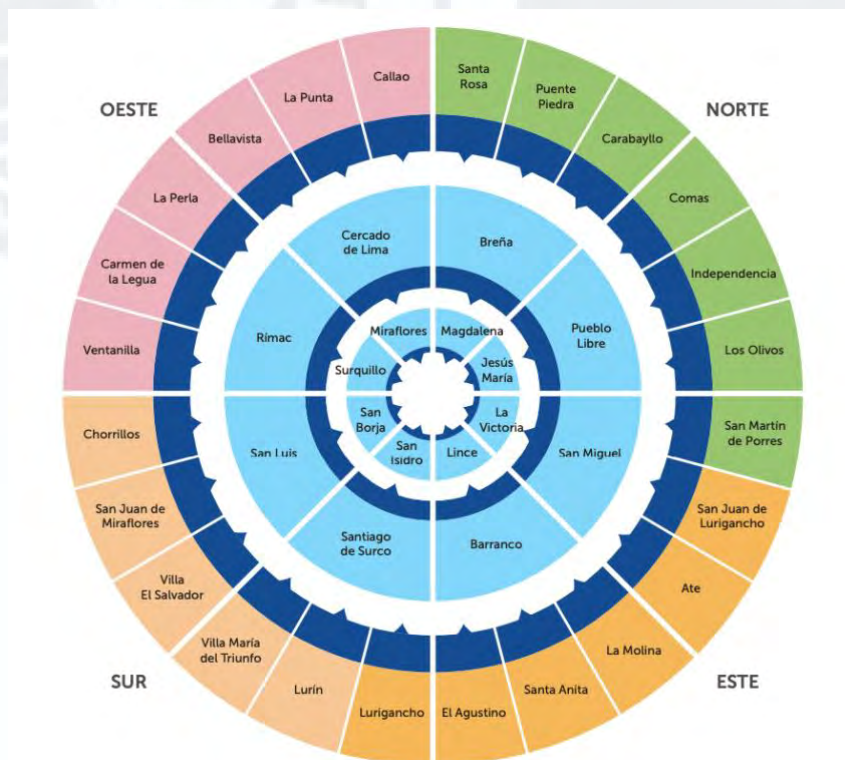 OESTE
NORTE
Callao
La Punta
Bellavista
La Perla
Carmen de
la Legua
Ventanilla
Santa
Rosa
Puente
Piedra
Carabayllo
Comas
Independencia
Los Olivos
San Martín
de Porres
Cercado
de Lima
Breña
Rímac
Pueblo
Libre
San Luis
San Miguel
Santiago
de Surco
Barranco
Miraflores
Magdalena
Surquillo
Jesús
María
San
Borja
La
Victoria
San
Isidro
Lince
Chorrillos
San Juan de
Miraflores
Villa
El Salvador
Villa María
del Triunfo
Lurín
San Juan de
Lurigancho
Ate
La Molina
Santa Anita
El Agustino
Lurigancho
SUR
ESTE